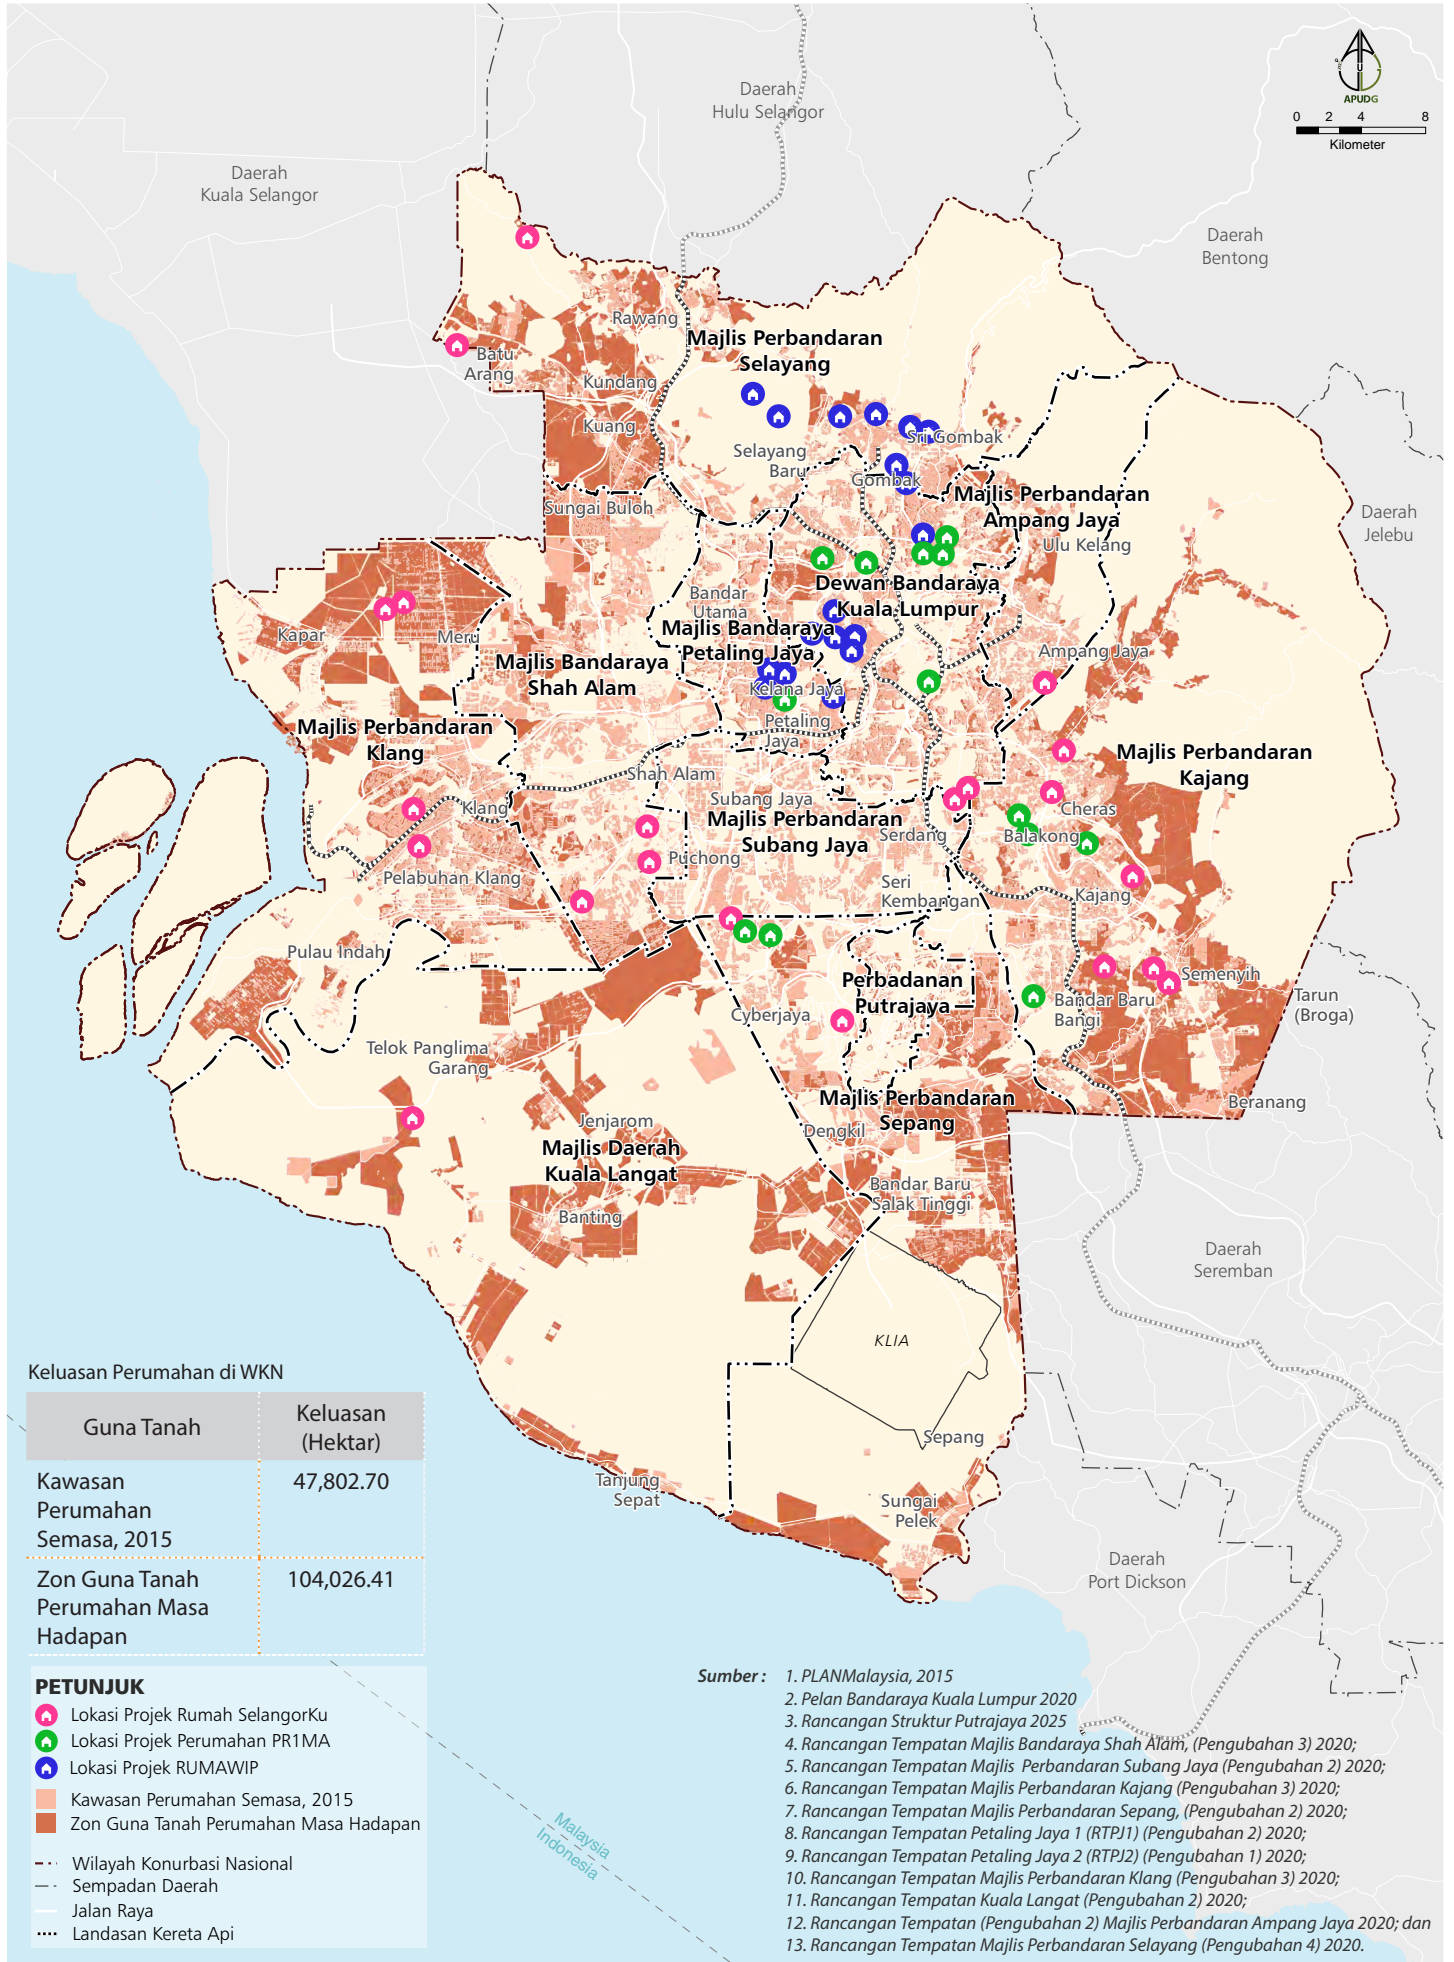 APUDG
0 2 4 8
Kilometer
Daerah
Hulu Selangor
Daerah
Kuala Selangor
Daerah
Bentong
Rawang
Majlis Perbandaran
Selayang
Batu
Arang
Kundang
Kuang
Sri Gombak
Selayang
Baru
Gombak
Majlis Perbandaran
Ampang Jaya
Sungai Buloh
Daerah
Jelebu
Ulu Kelang
Dewan Bandaraya
Kuala Lumpur
Bandar
Utama
Majlis Bandaraya
Petaling Jaya
Kapar
Meru
Majlis Bandaraya
Shah Alam
Ampang Jaya
Kelana Jaya
Petaling
Jaya
Majlis Perbandaran
Klang
Majlis Perbandaran
Kajang
Shah Alam
Subang Jaya
Klang
Majlis Perbandaran
Subang Jaya
Cheras
Serdang
Balakong
Puchong
Pelabuhan Klang
Seri
Kembangan
Kajang
Pulau Indah
Perbadanan
Putrajaya
Semenyih
Bandar Baru
Bangi
Tarun
(Broga)
Cyberjaya
Telok Panglima
Garang
Majlis Perbandaran
Sepang
Beranang
Jenjarom
Dengkil
Majlis Daerah
Kuala Langat
Bandar Baru
Salak Tinggi
Banting
Daerah
Seremban
KLIA
Sepang
Tanjung
Sepat
Sungai
Pelek
Daerah
Port Dickson
Keluasan Perumahan di WKN
Guna Tanah
Keluasan
(Hektar)
Kawasan
Perumahan
Semasa, 2015
47,802.70
Zon Guna Tanah
Perumahan Masa
Hadapan
104,026.41
PETUNJUK
Lokasi Projek Rumah SelangorKu
Lokasi Projek Perumahan PR1MA
Lokasi Projek RUMAWIP
Kawasan Perumahan Semasa, 2015
Zon Guna Tanah Perumahan Masa Hadapan
Wilayah Konurbasi Nasional
Sempadan Daerah
Jalan Raya
Landasan Kereta Api
Malaysia
Indonesia
Sumber : 1. PLANMalaysia, 2015
2. Pelan Bandaraya Kuala Lumpur 2020
3. Rancangan Struktur Putrajaya 2025
4. Rancangan Tempatan Majlis Bandaraya Shah Alam, (Pengubahan 3) 2020;
5. Rancangan Tempatan Majlis Perbandaran Subang Jaya (Pengubahan 2) 2020;
6. Rancangan Tempatan Majlis Perbandaran Kajang (Pengubahan 3) 2020;
7. Rancangan Tempatan Majlis Perbandaran Sepang, (Pengubahan 2) 2020;
8. Rancangan Tempatan Petaling Jaya 1 (RTPJ1) (Pengubahan 2) 2020;
9. Rancangan Tempatan Petaling Jaya 2 (RTPJ2) (Pengubahan 1) 2020;
10. Rancangan Tempatan Majlis Perbandaran Klang (Pengubahan 3) 2020;
11. Rancangan Tempatan Kuala Langat (Pengubahan 2) 2020;
12. Rancangan Tempatan (Pengubahan 2) Majlis Perbandaran Ampang Jaya 2020; dan
13. Rancangan Tempatan Majlis Perbandaran Selayang (Pengubahan 4) 2020.